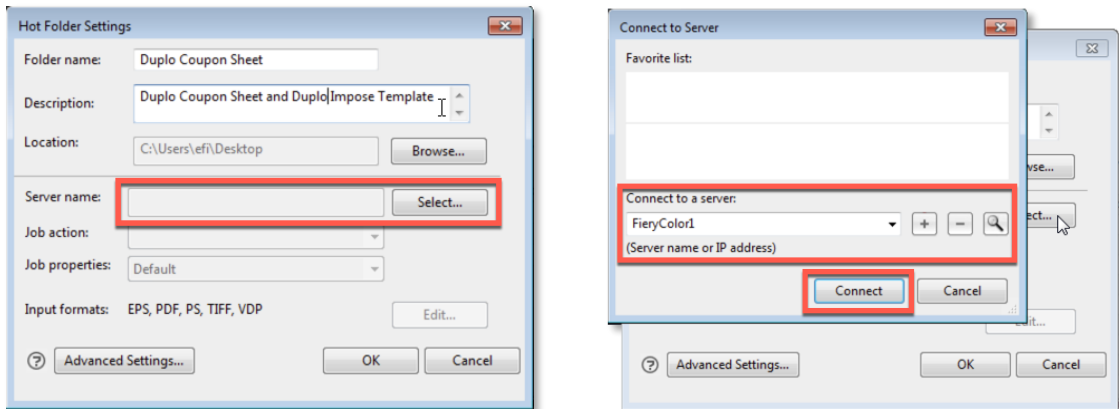 Hot Folder Settings
Folder name: Duplo Coupon Sheet
Description: Duplo Coupon Sheet and Duplo Impose Template
Location: C:\Users\efi\Desktop Browse...
Server name: Select...
Job action:
Job properties: Default
Input formats: EPS, PDF, PS, TIFF, VDP Edit...
? Advanced Settings... OK Cancel
Connect to Server
Favorite list:
Connect to a server:
FieryColor1 + −
(Server name or IP address)
Connect Cancel
? Advanced Settings... OK Cancel